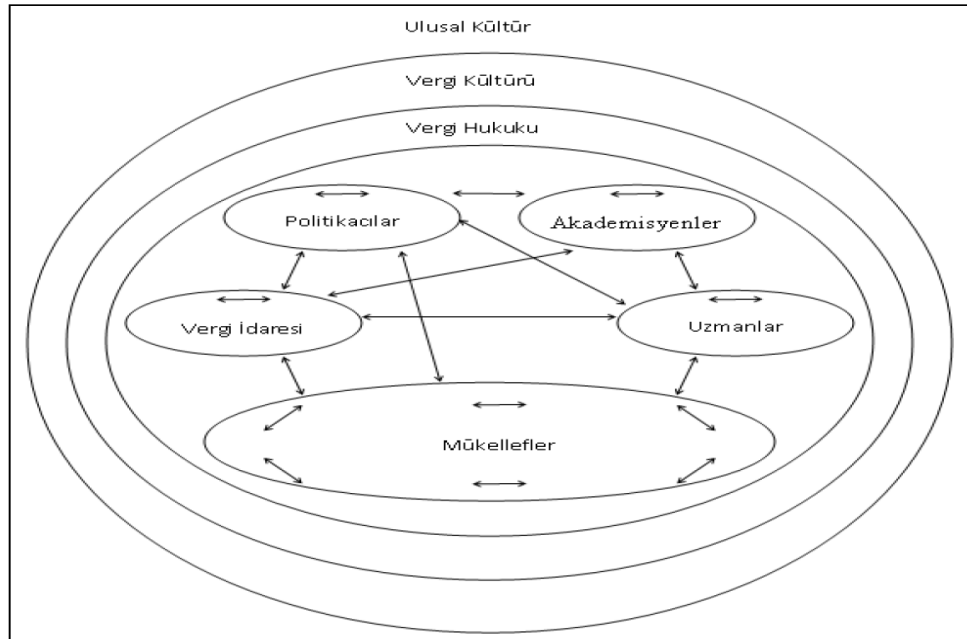 Ulusal Kültür
Vergi Kültürü
Vergi Hukuku
Politikacılar
Akademisyenler
Vergi İdaresi
Uzmanlar
Mükellefler